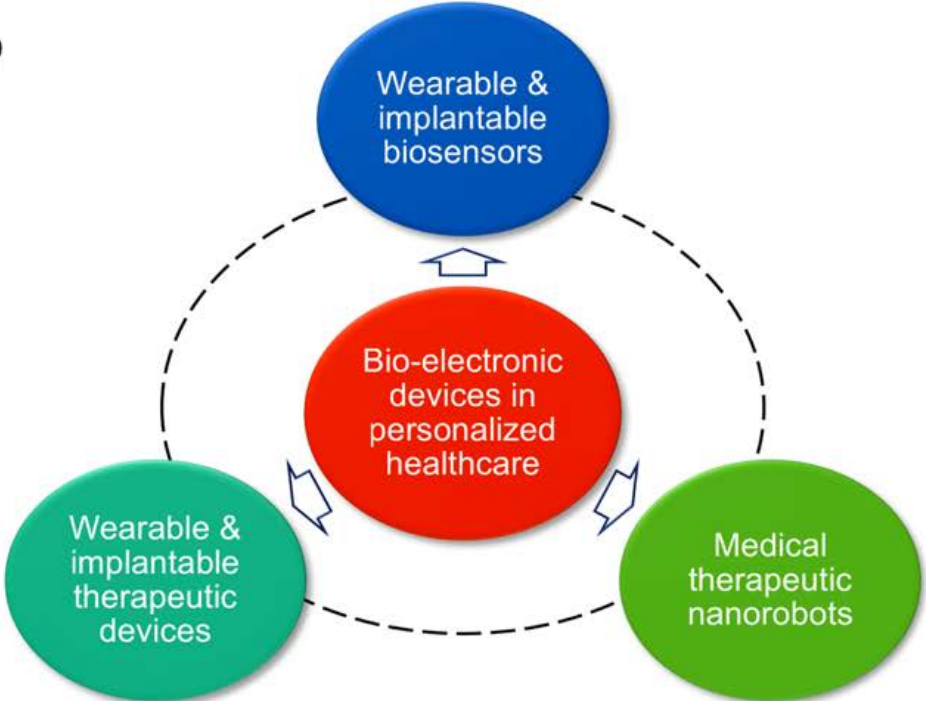 Wearable &
implantable
biosensors
Bio-electronic
devices in
personalized
healthcare
Wearable &
implantable
therapeutic
devices
Medical
therapeutic
nanorobots